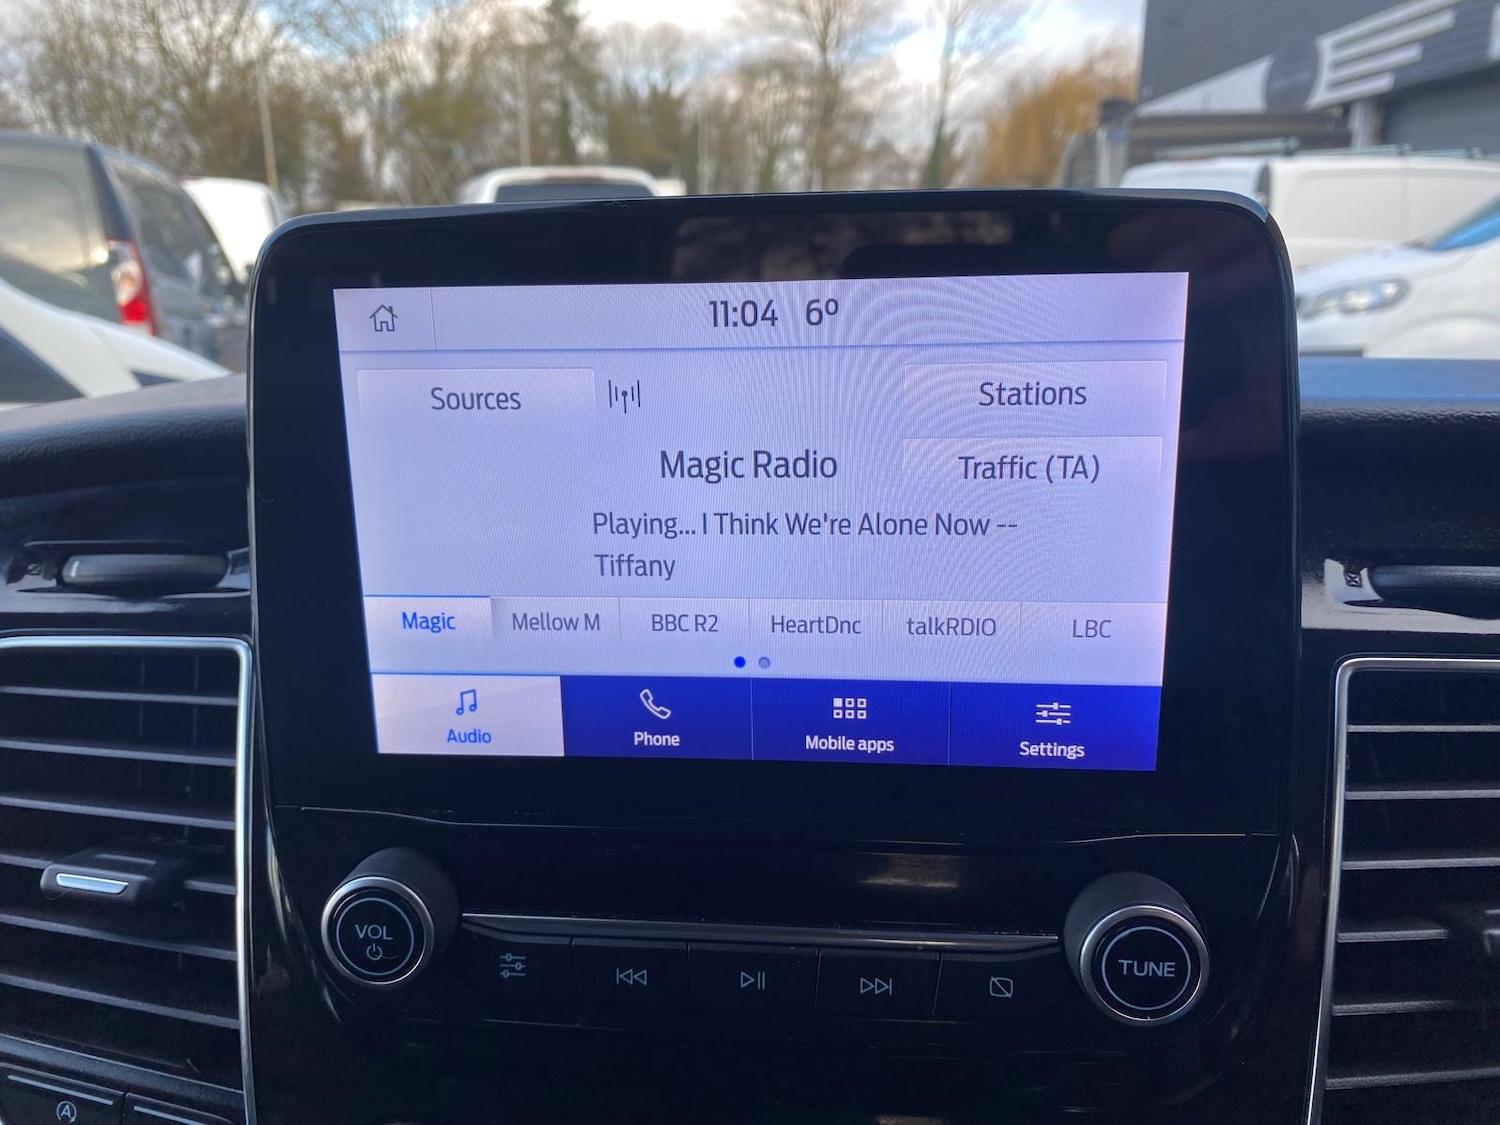 11:04 6º
Sources
Stations
Magic Radio
Traffic (TA)
Playing... I Think We're Alone Now --
Tiffany
Magic
Mellow M
BBC R2
HeartDnc
talkRDIO
LBC
Audio
Phone
Mobile apps
Settings
VOL
TUNE
A